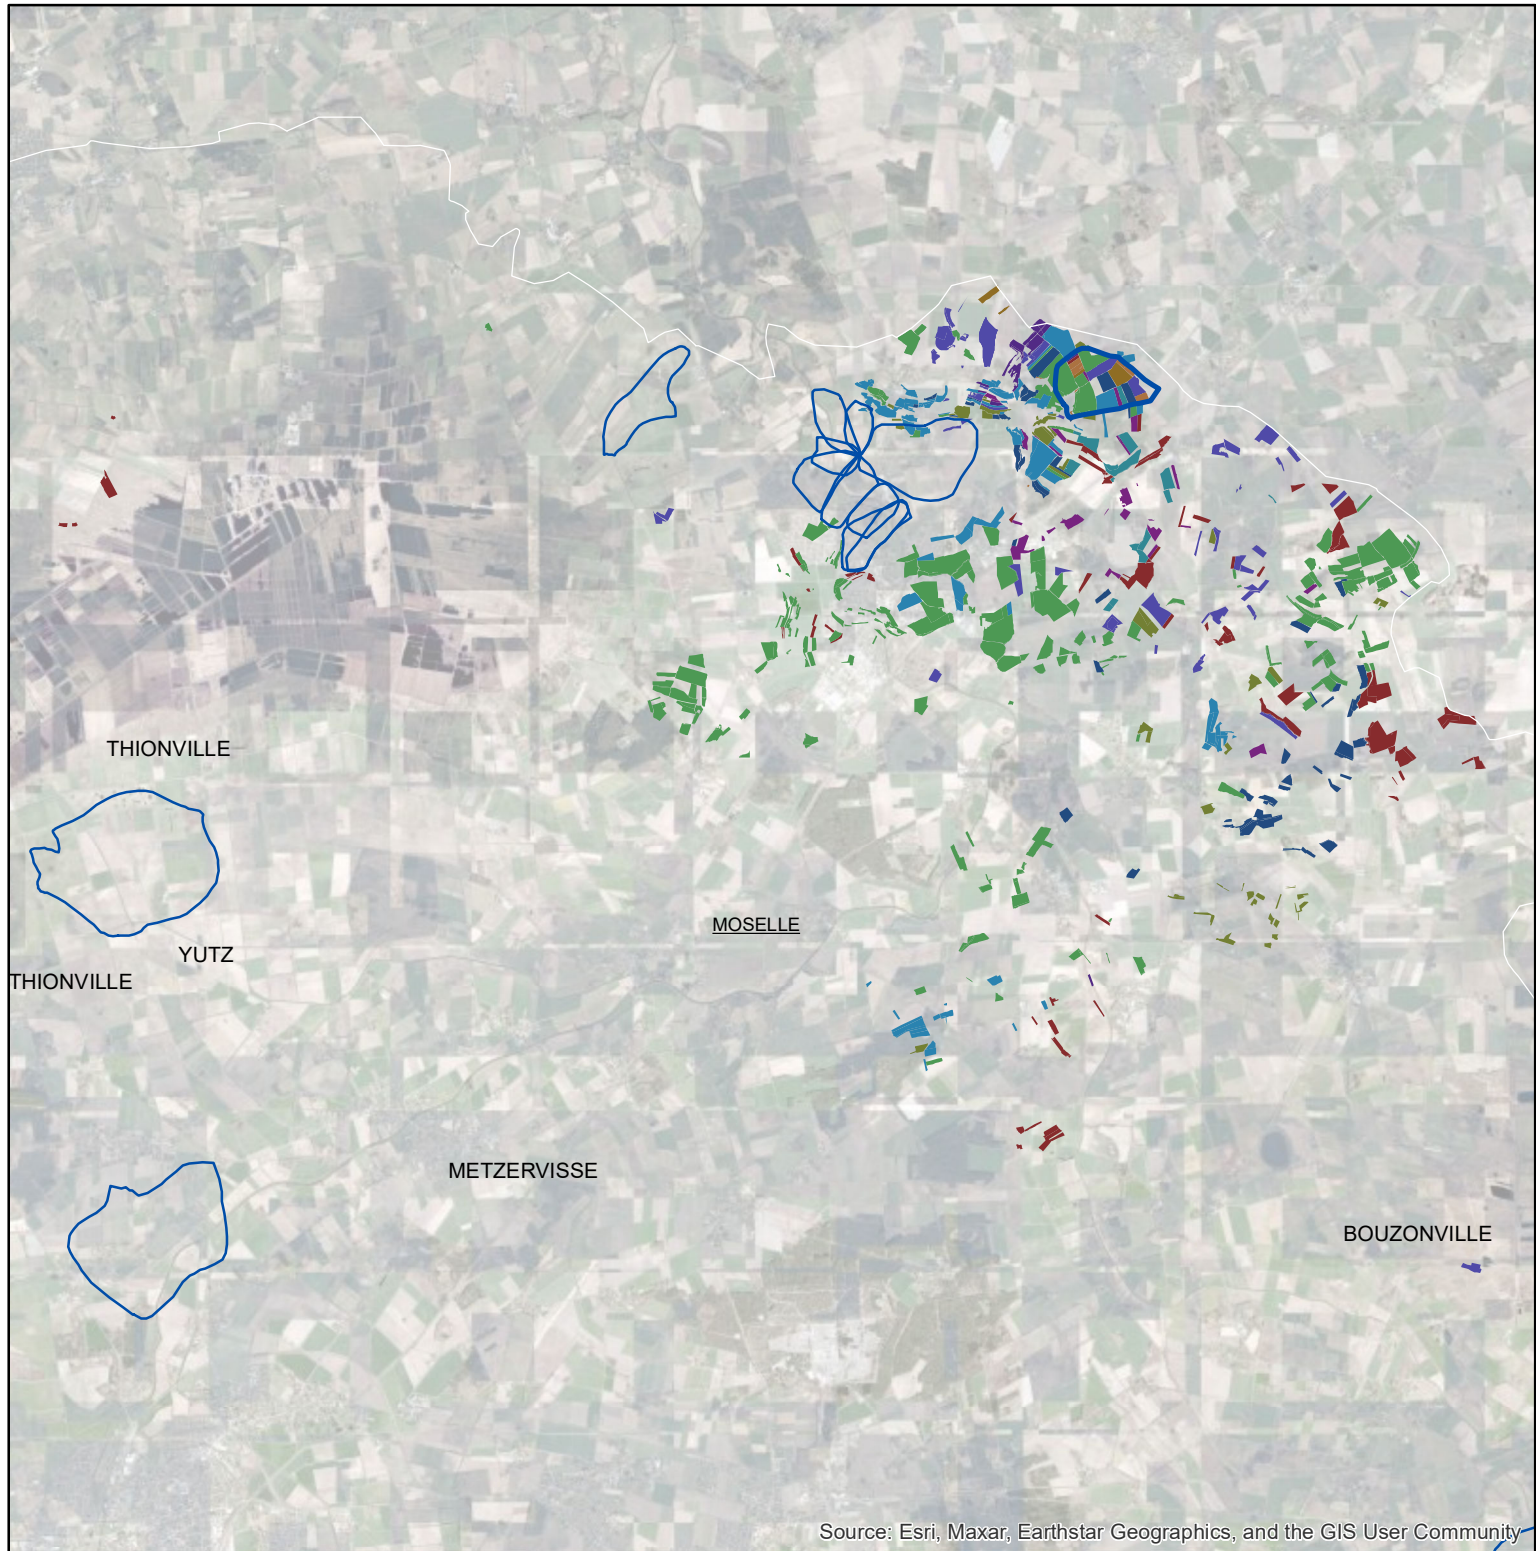 THIONVILLE
YUTZ
MOSELLE
THIONVILLE
METZERVISSE
BOUZONVILLE
Source: Esri, Maxar, Earthstar Geographics, and the GIS User Community